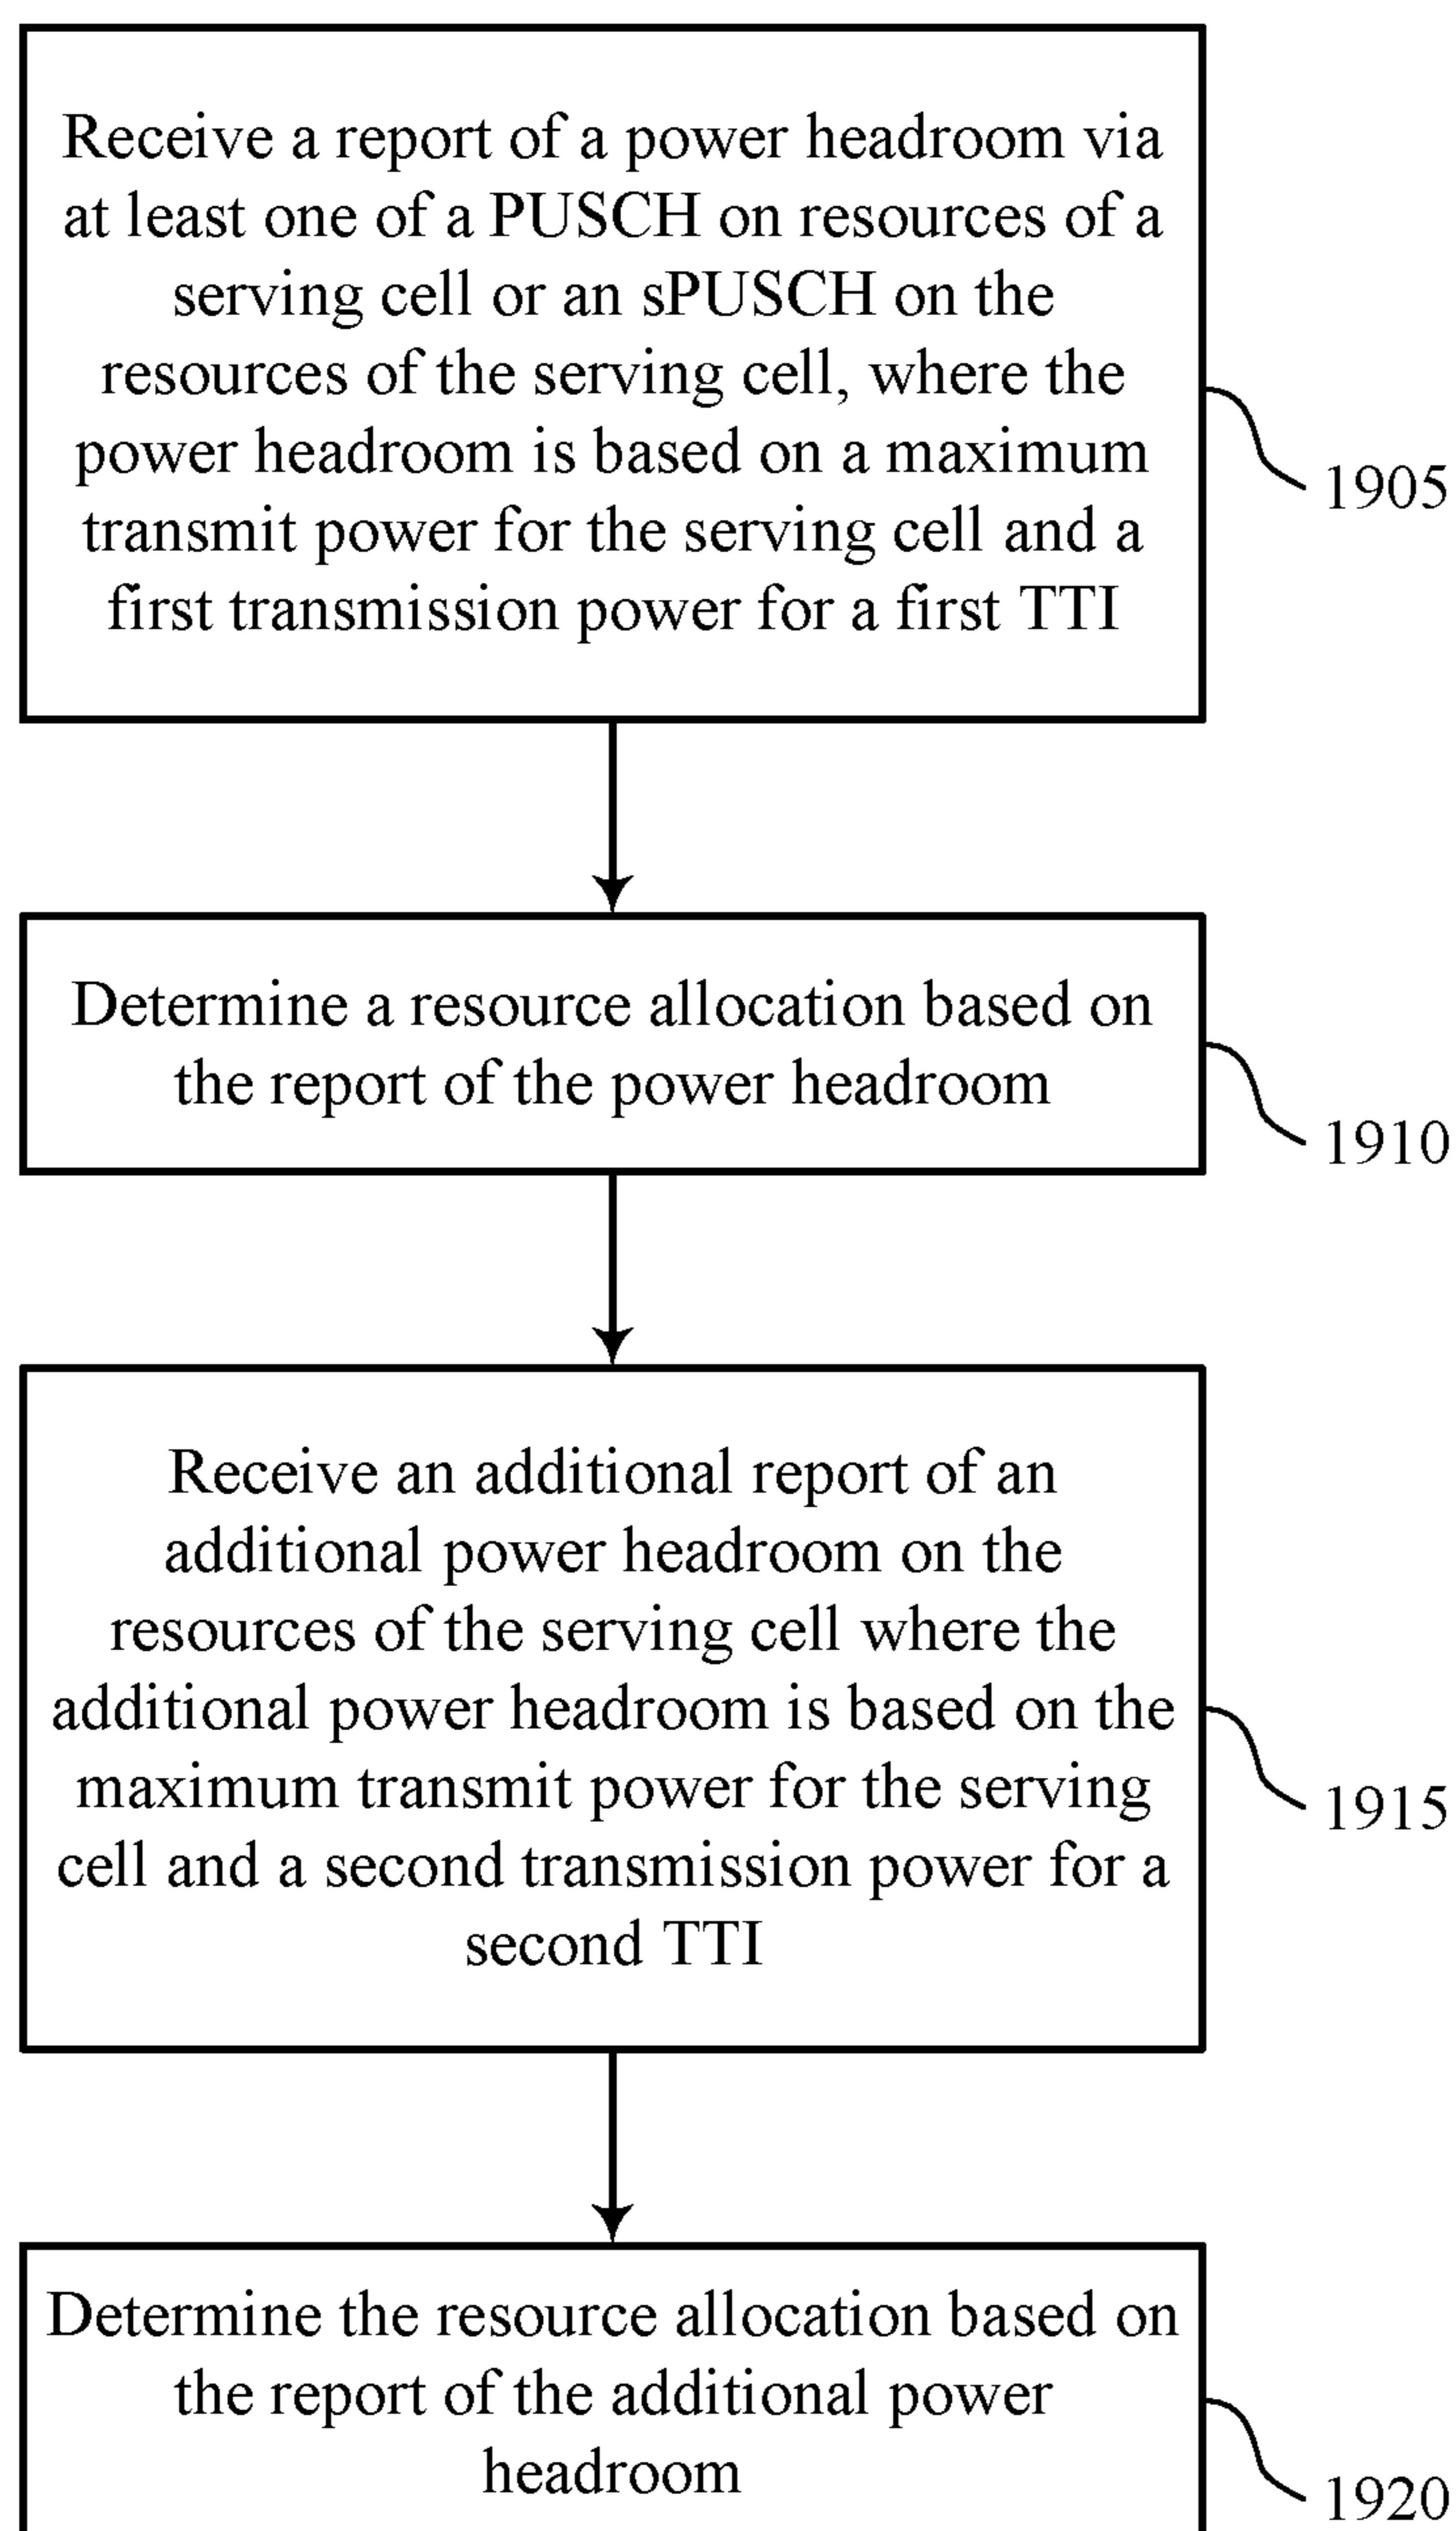 Receive a report of a power headroom via
at least one of a PUSCH on resources of a
serving cell or an sPUSCH on the
resources of the serving cell, where the
power headroom is based on a maximum
transmit power for the serving cell and a
first transmission power for a first TTI
1905
Determine a resource allocation based on
the report of the power headroom
1910
Receive an additional report of an
additional power headroom on the
resources of the serving cell where the
additional power headroom is based on the
maximum transmit power for the serving
cell and a second transmission power for a
second TTI
1915
Determine the resource allocation based on
the report of the additional power
headroom
1920